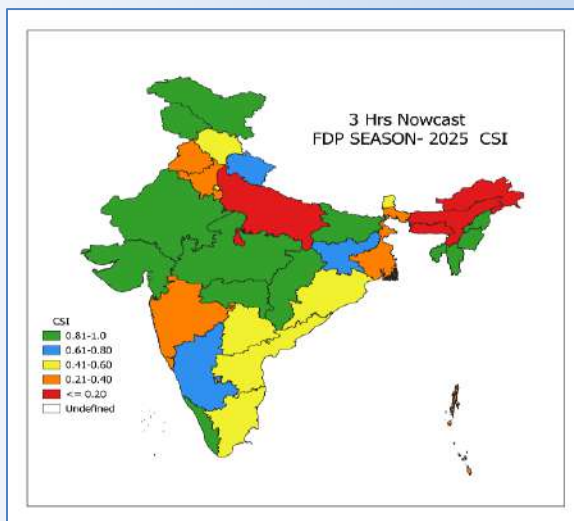 3 Hrs Nowcast
FDP SEASON- 2025 CSI
CSI
0.81-1.0
0.61-0.80
0.41-0.60
0.21-0.40
<= 0.20
Undefined